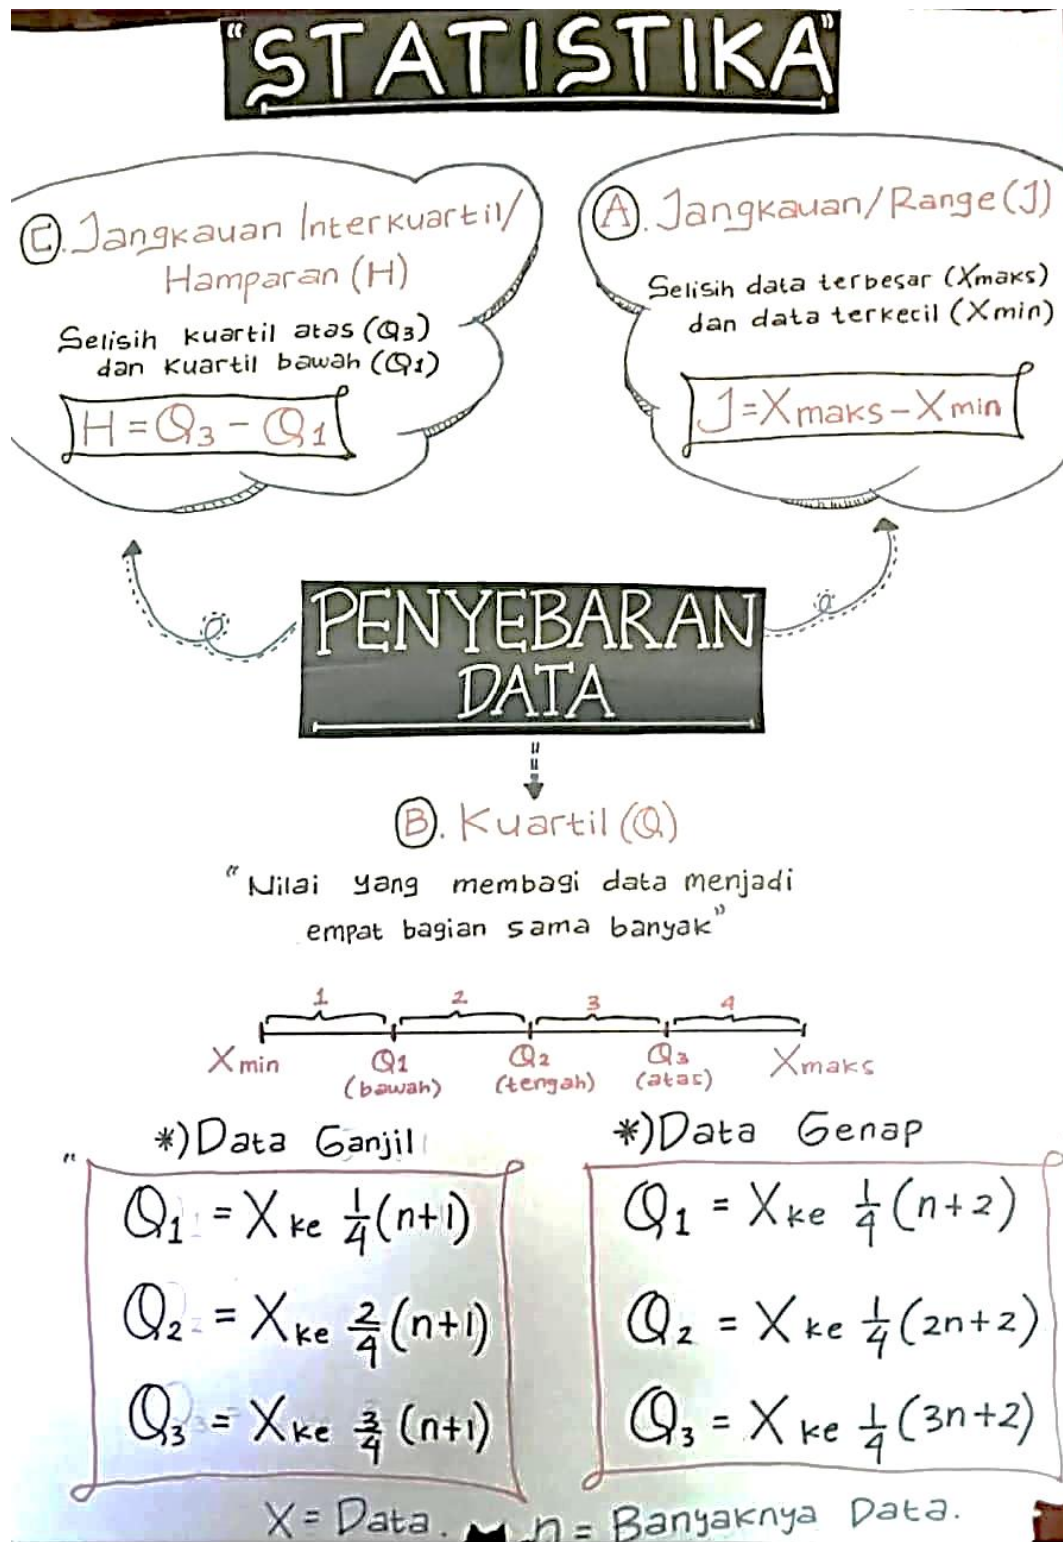 "STATISTIKA"
C. Jangkauan Interkuartil/
Hamparan (H)
Selisih kuartil atas (Q3)
dan kuartil bawah (Q1)
H = Q3 - Q1
A. Jangkauan/Range (J)
Selisih data terbesar (Xmaks)
dan data terkecil (Xmin)
J = Xmaks - Xmin
PENYEBARAN
DATA
B. Kuartil (Q)
"Nilai yang membagi data menjadi
empat bagian sama banyak"
1 2 3 4
Xmin Q1 Q2 Q3 Xmaks
(bawah) (tengah) (atas)
*) Data Ganjil
Q1 = X ke 1/4 (n+1)
Q2 = X ke 2/4 (n+1)
Q3 = X ke 3/4 (n+1)
*) Data Genap
Q1 = X ke 1/4 (n+2)
Q2 = X ke 1/4 (2n+2)
Q3 = X ke 1/4 (3n+2)
X = Data. n = Banyaknya Data.